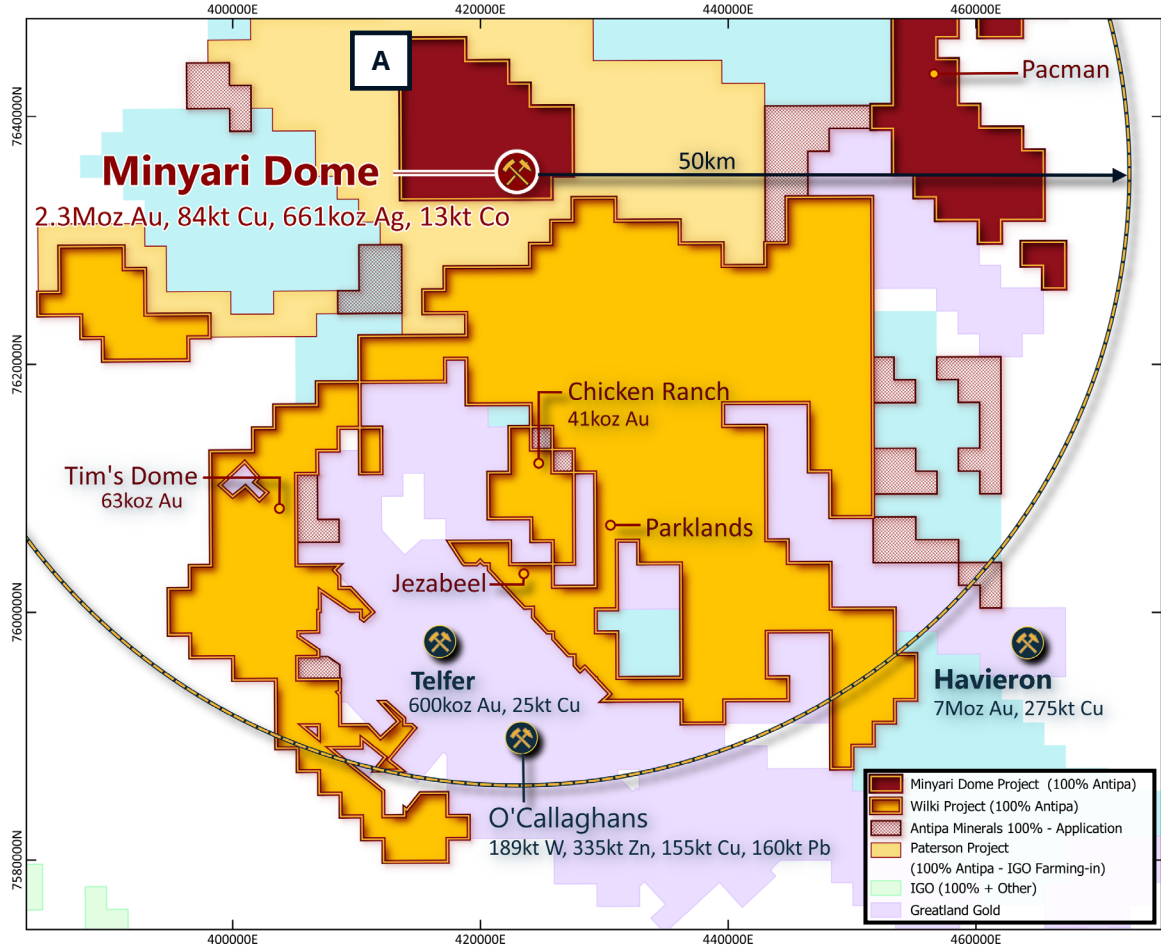 400000E
420000E
440000E
460000E
A
Pacman
7640000N
Minyari Dome
50km
2.3Moz Au, 84kt Cu, 661koz Ag, 13kt Co
7620000N
Chicken Ranch
41koz Au
Tim's Dome
63koz Au
Parklands
Jezabeel
7600000N
Telfer
600koz Au, 25kt Cu
Havieron
7Moz Au, 275kt Cu
O'Callaghans
189kt W, 335kt Zn, 155kt Cu, 160kt Pb
7580000N
Minyari Dome Project (100% Antipa)
Wilki Project (100% Antipa)
Antipa Minerals 100% - Application
Paterson Project
(100% Antipa - IGO Farming-in)
IGO (100% + Other)
Greatland Gold
400000E
420000E
440000E
460000E